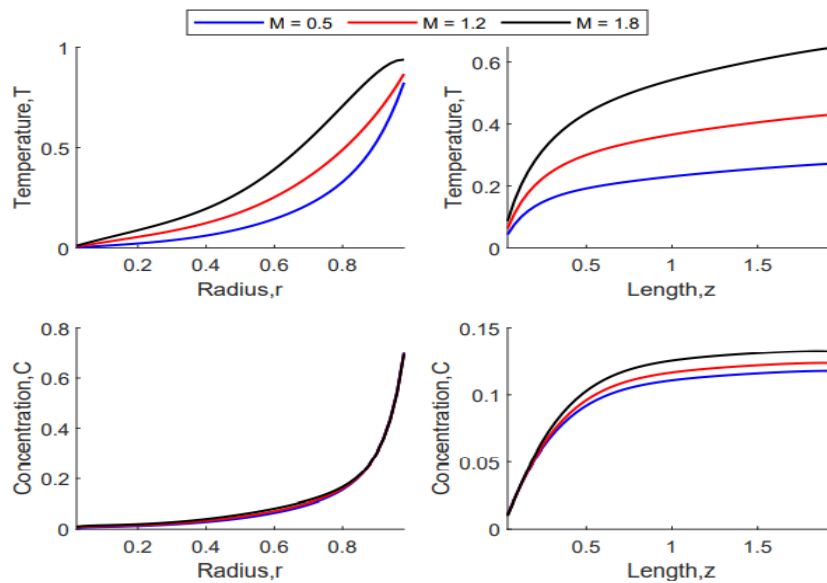 M = 0.5 M = 1.2 M = 1.8
Temperature,T
1
0.5
0
0.2 0.4 0.6 0.8
Radius,r
Temperature,T
0.6
0.4
0.2
0
0.5 1 1.5
Length,z
Concentration,C
0.8
0.6
0.4
0.2
0
0.2 0.4 0.6 0.8
Radius,r
Concentration,C
0.15
0.10
0.05
0
0.5 1 1.5
Length,z